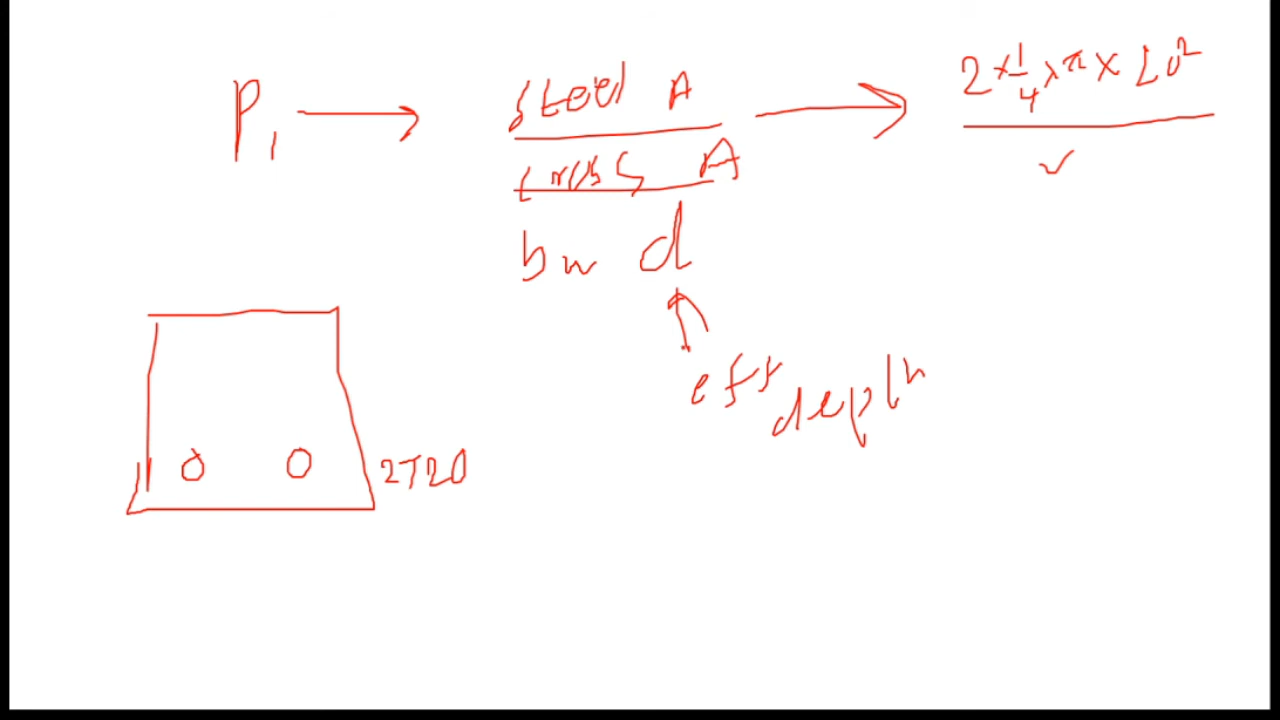 P₁ → steel A / cross A → 2 × 1/4 × π × 20² / ✓
bw d
eff depth
2T20